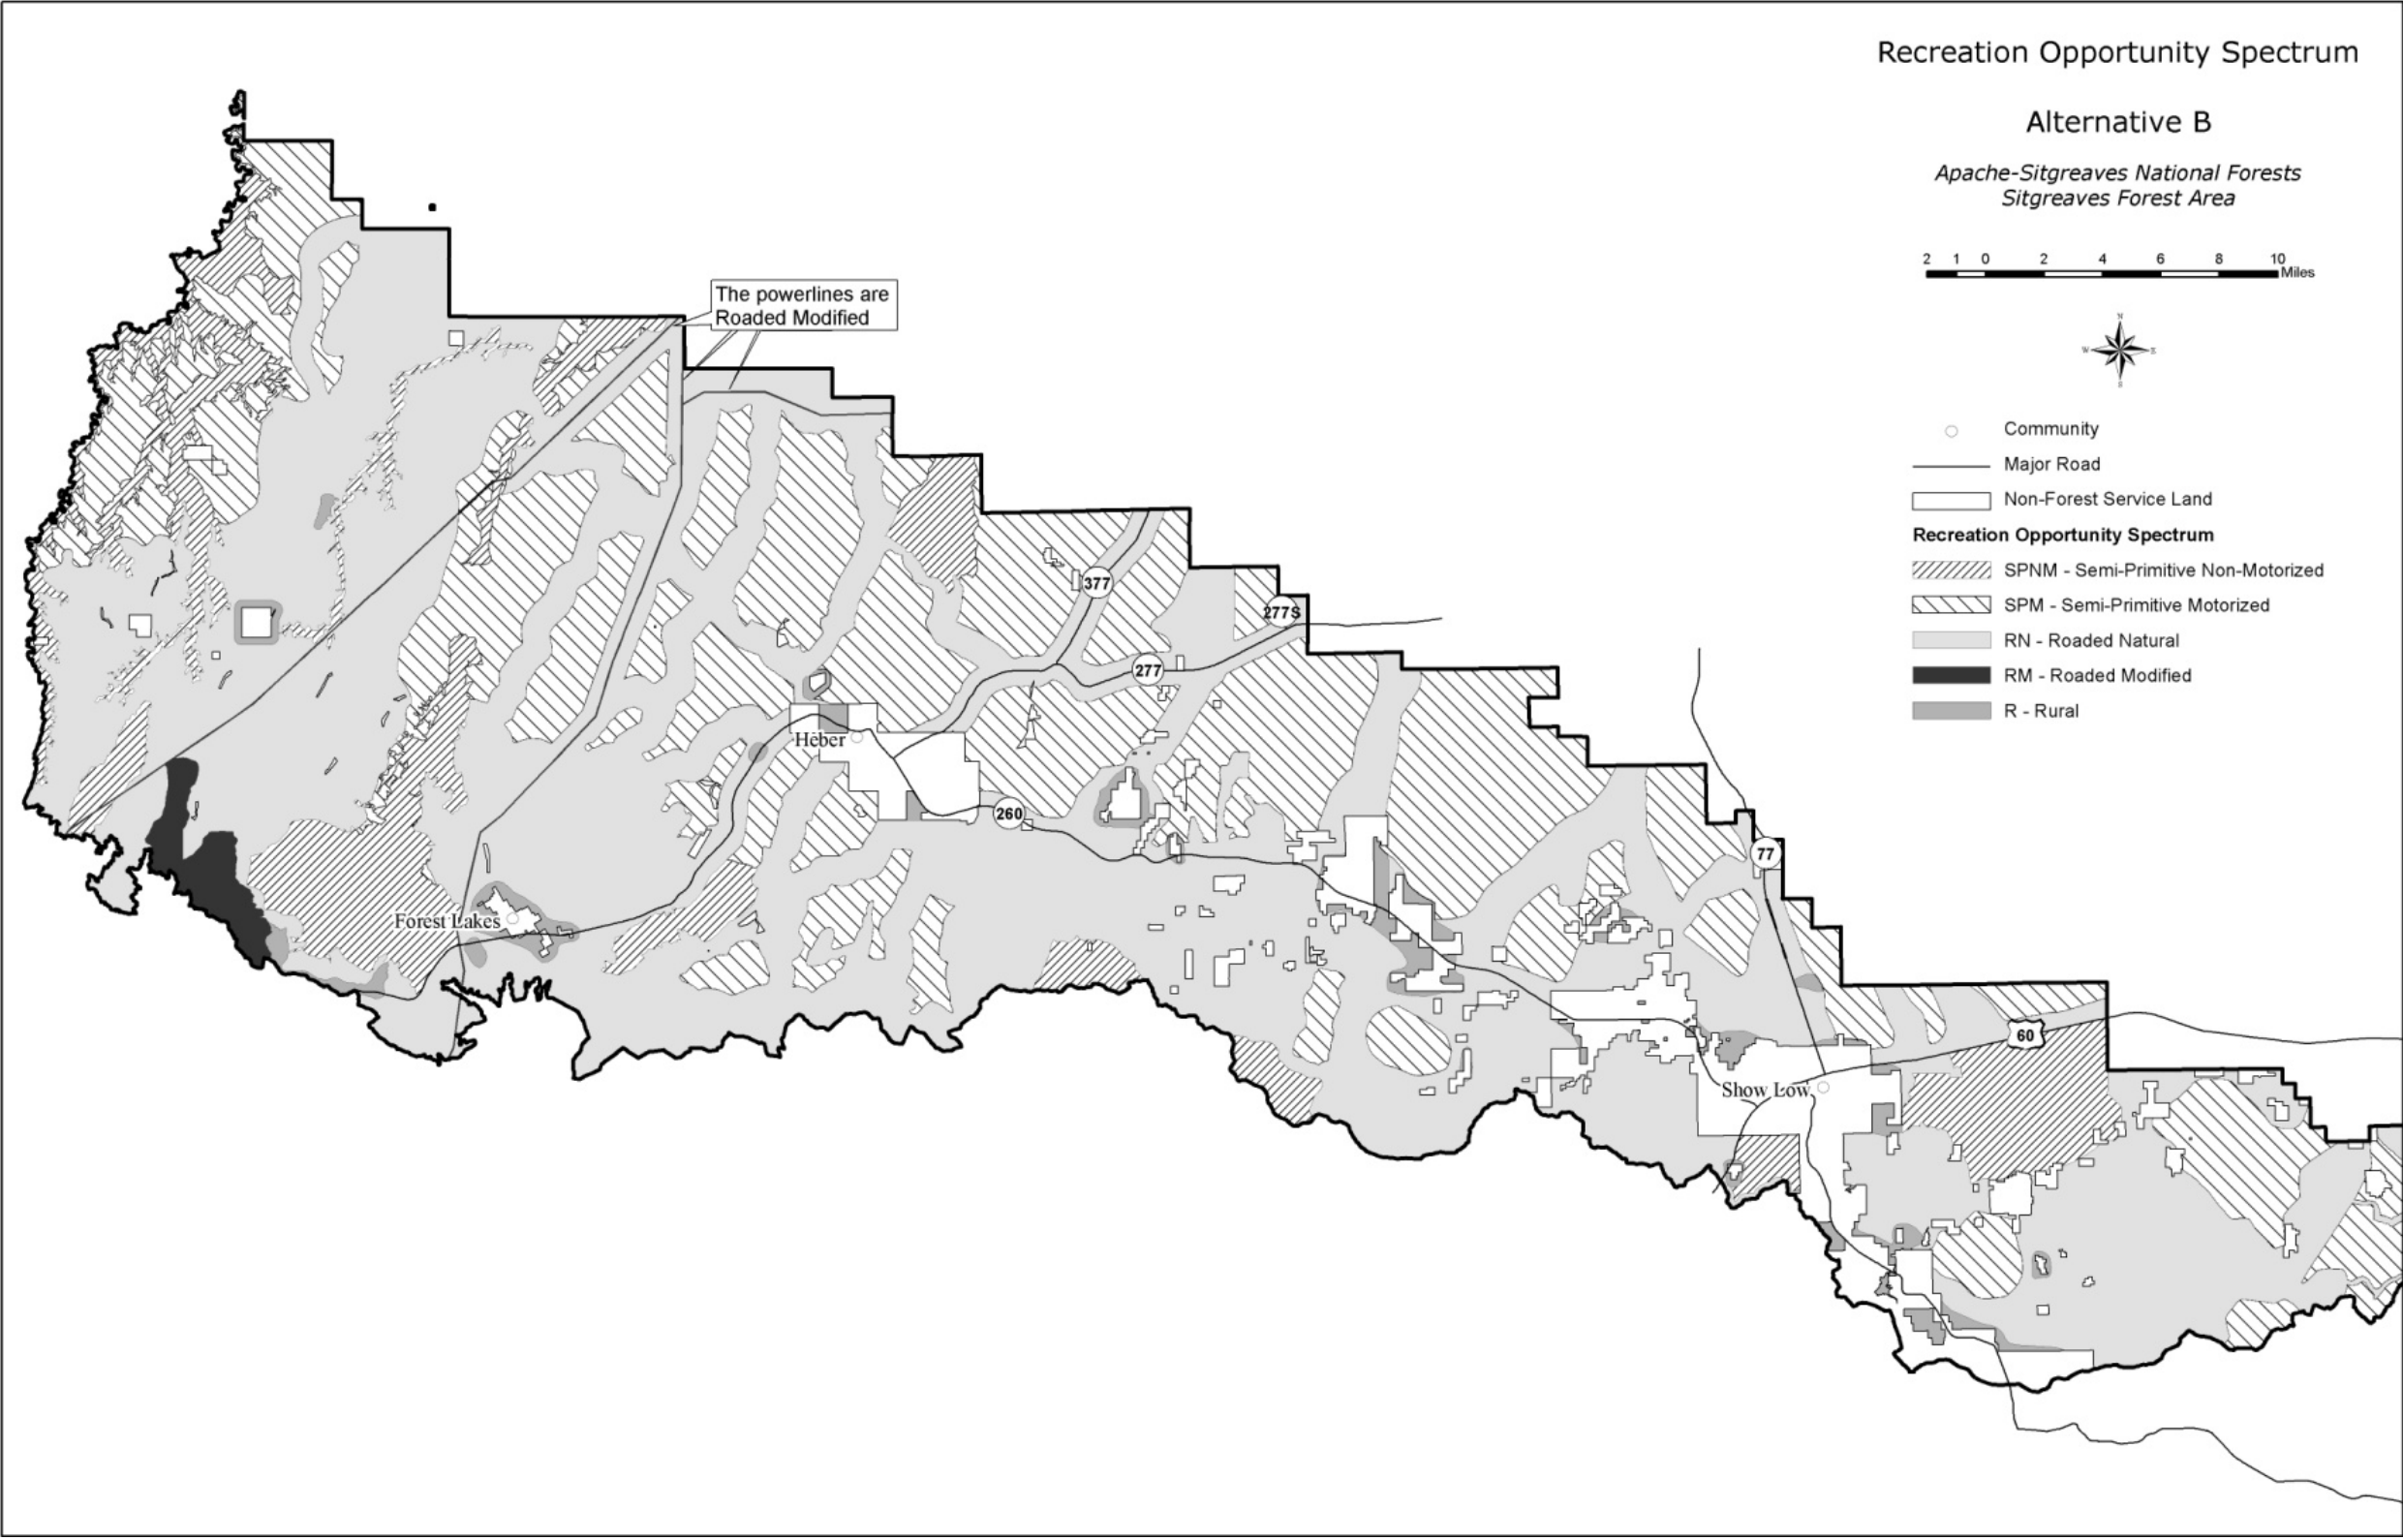 Recreation Opportunity Spectrum
Alternative B
Apache-Sitgreaves National Forests
Sitgreaves Forest Area
2 1 0 2 4 6 8 10
Miles
N
W E
S
Community
Major Road
Non-Forest Service Land
Recreation Opportunity Spectrum
SPNM - Semi-Primitive Non-Motorized
SPM - Semi-Primitive Motorized
RN - Roaded Natural
RM - Roaded Modified
R - Rural
The powerlines are
Roaded Modified
377
277S
277
Heber
260
77
Forest Lakes
60
Show Low